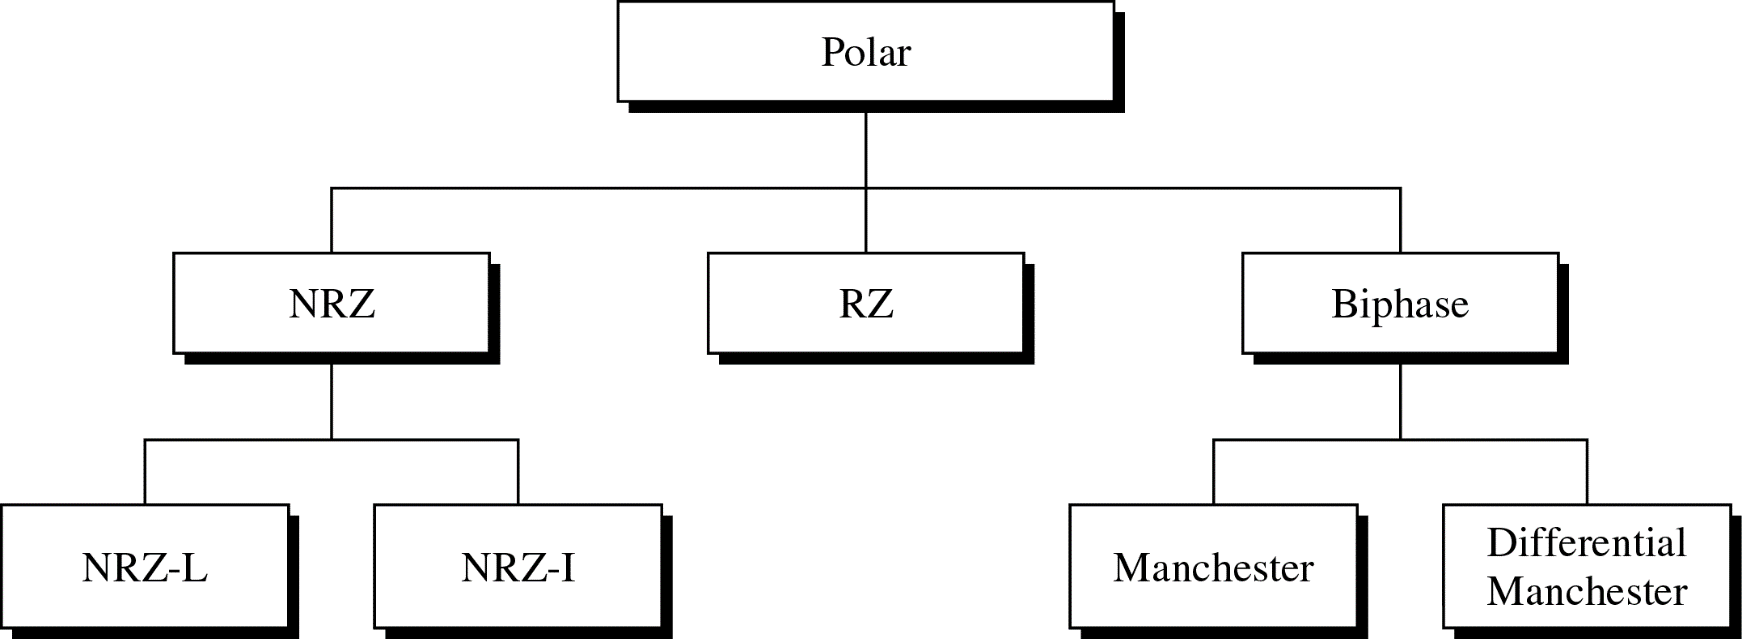 Polar
NRZ
RZ
Biphase
NRZ-L
NRZ-I
Manchester
Differential
Manchester